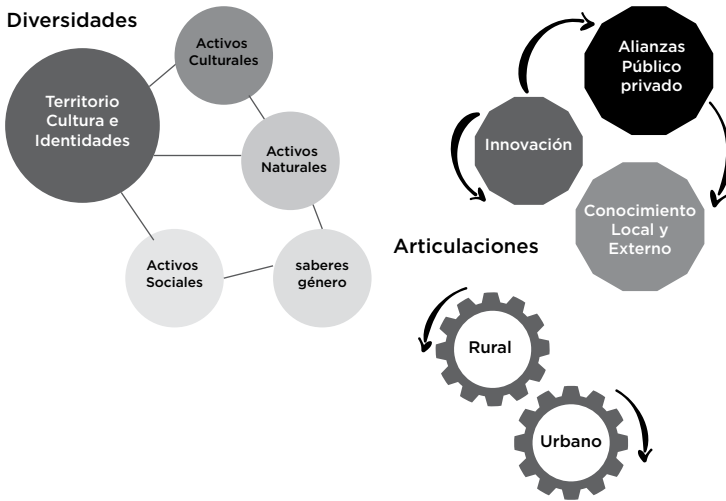 Diversidades
Activos
Culturales
Territorio
Cultura e
Identidades
Activos
Naturales
Activos
Sociales
saberes
género
Alianzas
Público
privado
Innovación
Conocimiento
Local y
Externo
Articulaciones
Rural
Urbano